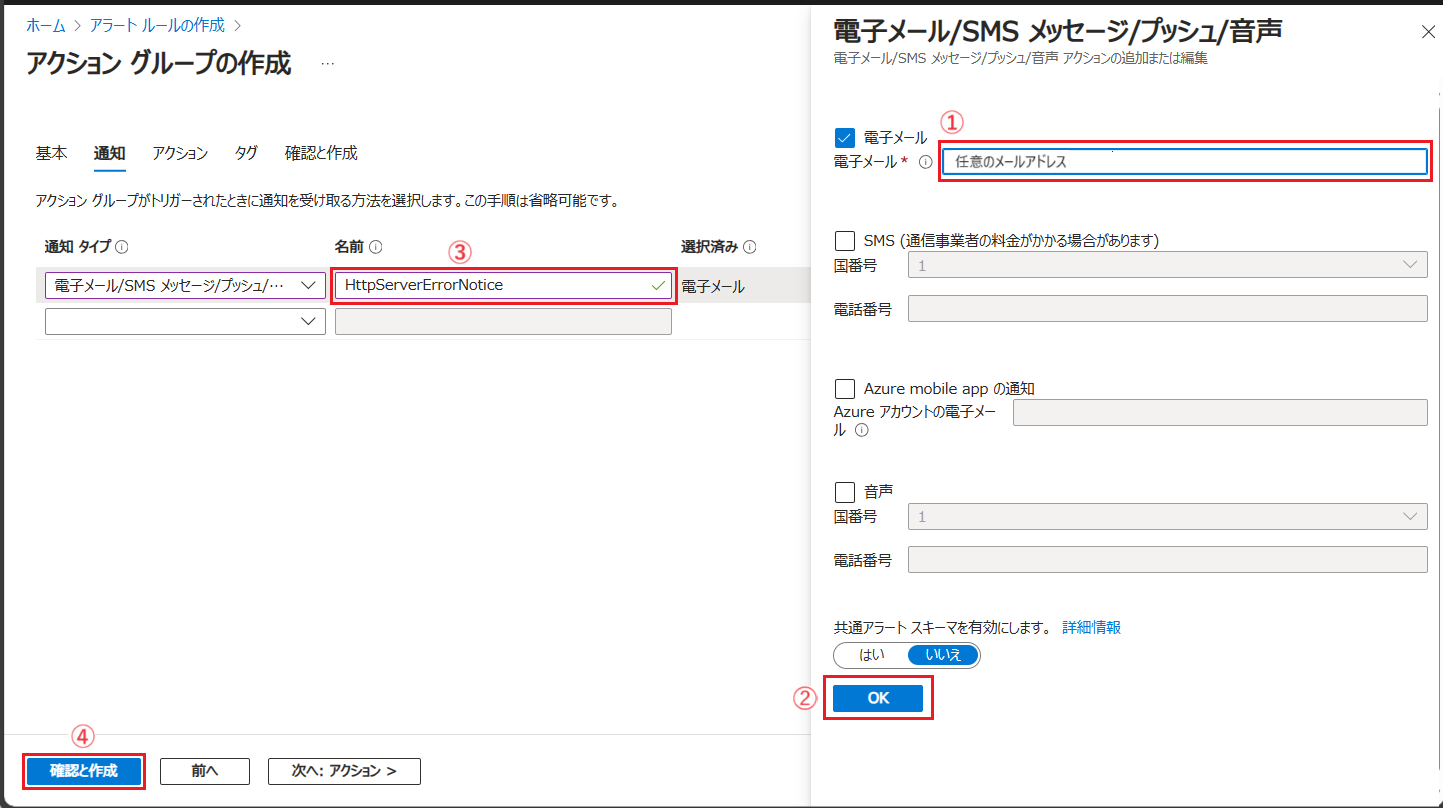 ホーム > アラート ルールの作成 >
アクション グループの作成 …
基本 通知 アクション タグ 確認と作成
アクション グループがトリガーされたときに通知を受け取る方法を選択します。この手順は省略可能です。
通知 タイプ 名前 選択済み
③
電子メール/SMS メッセージ/プッシュ/… HttpServerErrorNotice 電子メール
④
確認と作成 前へ 次へ: アクション >
電子メール/SMS メッセージ/プッシュ/音声
電子メール/SMS メッセージ/プッシュ/音声 アクションの追加または編集
①
電子メール
電子メール * 任意のメールアドレス
SMS (通信事業者の料金がかかる場合があります)
国番号 1
電話番号
Azure mobile app の通知
Azure アカウントの電子メー
ル
音声
国番号 1
電話番号
共通アラート スキーマを有効にします。 詳細情報
はい いいえ
② OK